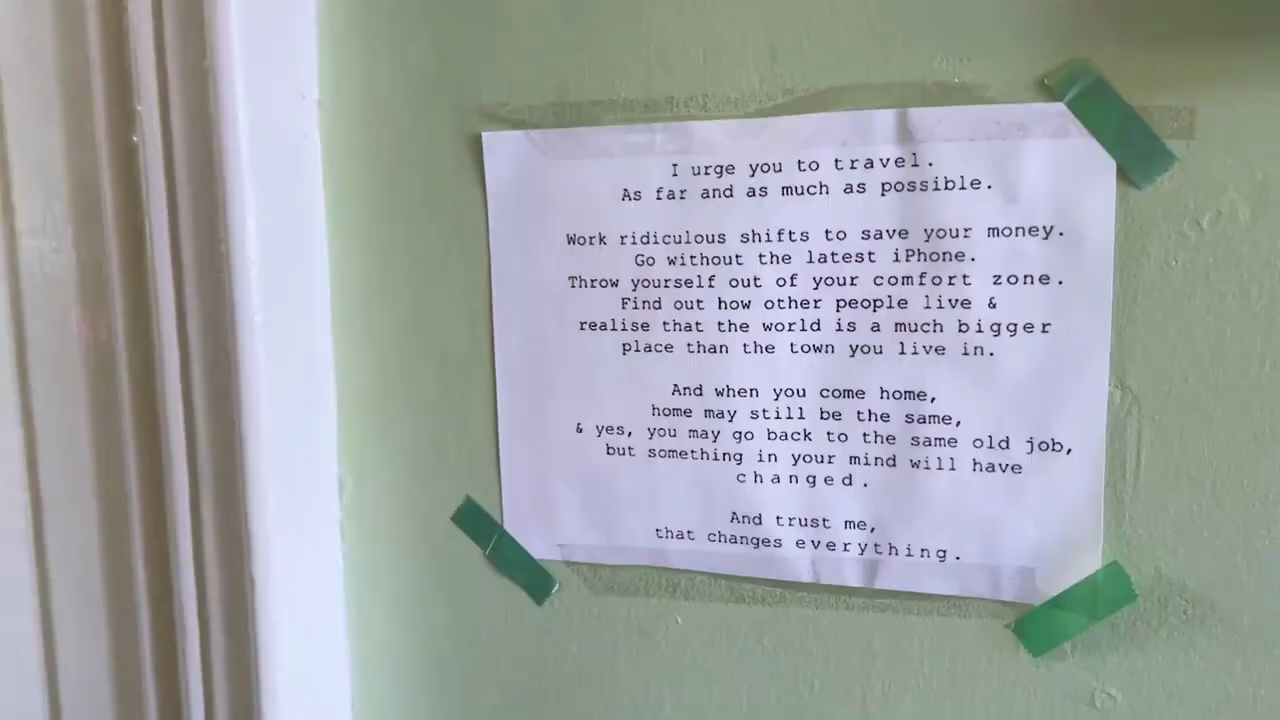 I urge you to travel.
As far and as much as possible.
Work ridiculous shifts to save your money.
Go without the latest iPhone.
Throw yourself out of your comfort zone.
Find out how other people live &
realise that the world is a much bigger
place than the town you live in.
And when you come home,
home may still be the same,
& yes, you may go back to the same old job,
but something in your mind will have
changed.
And trust me,
that changes everything.